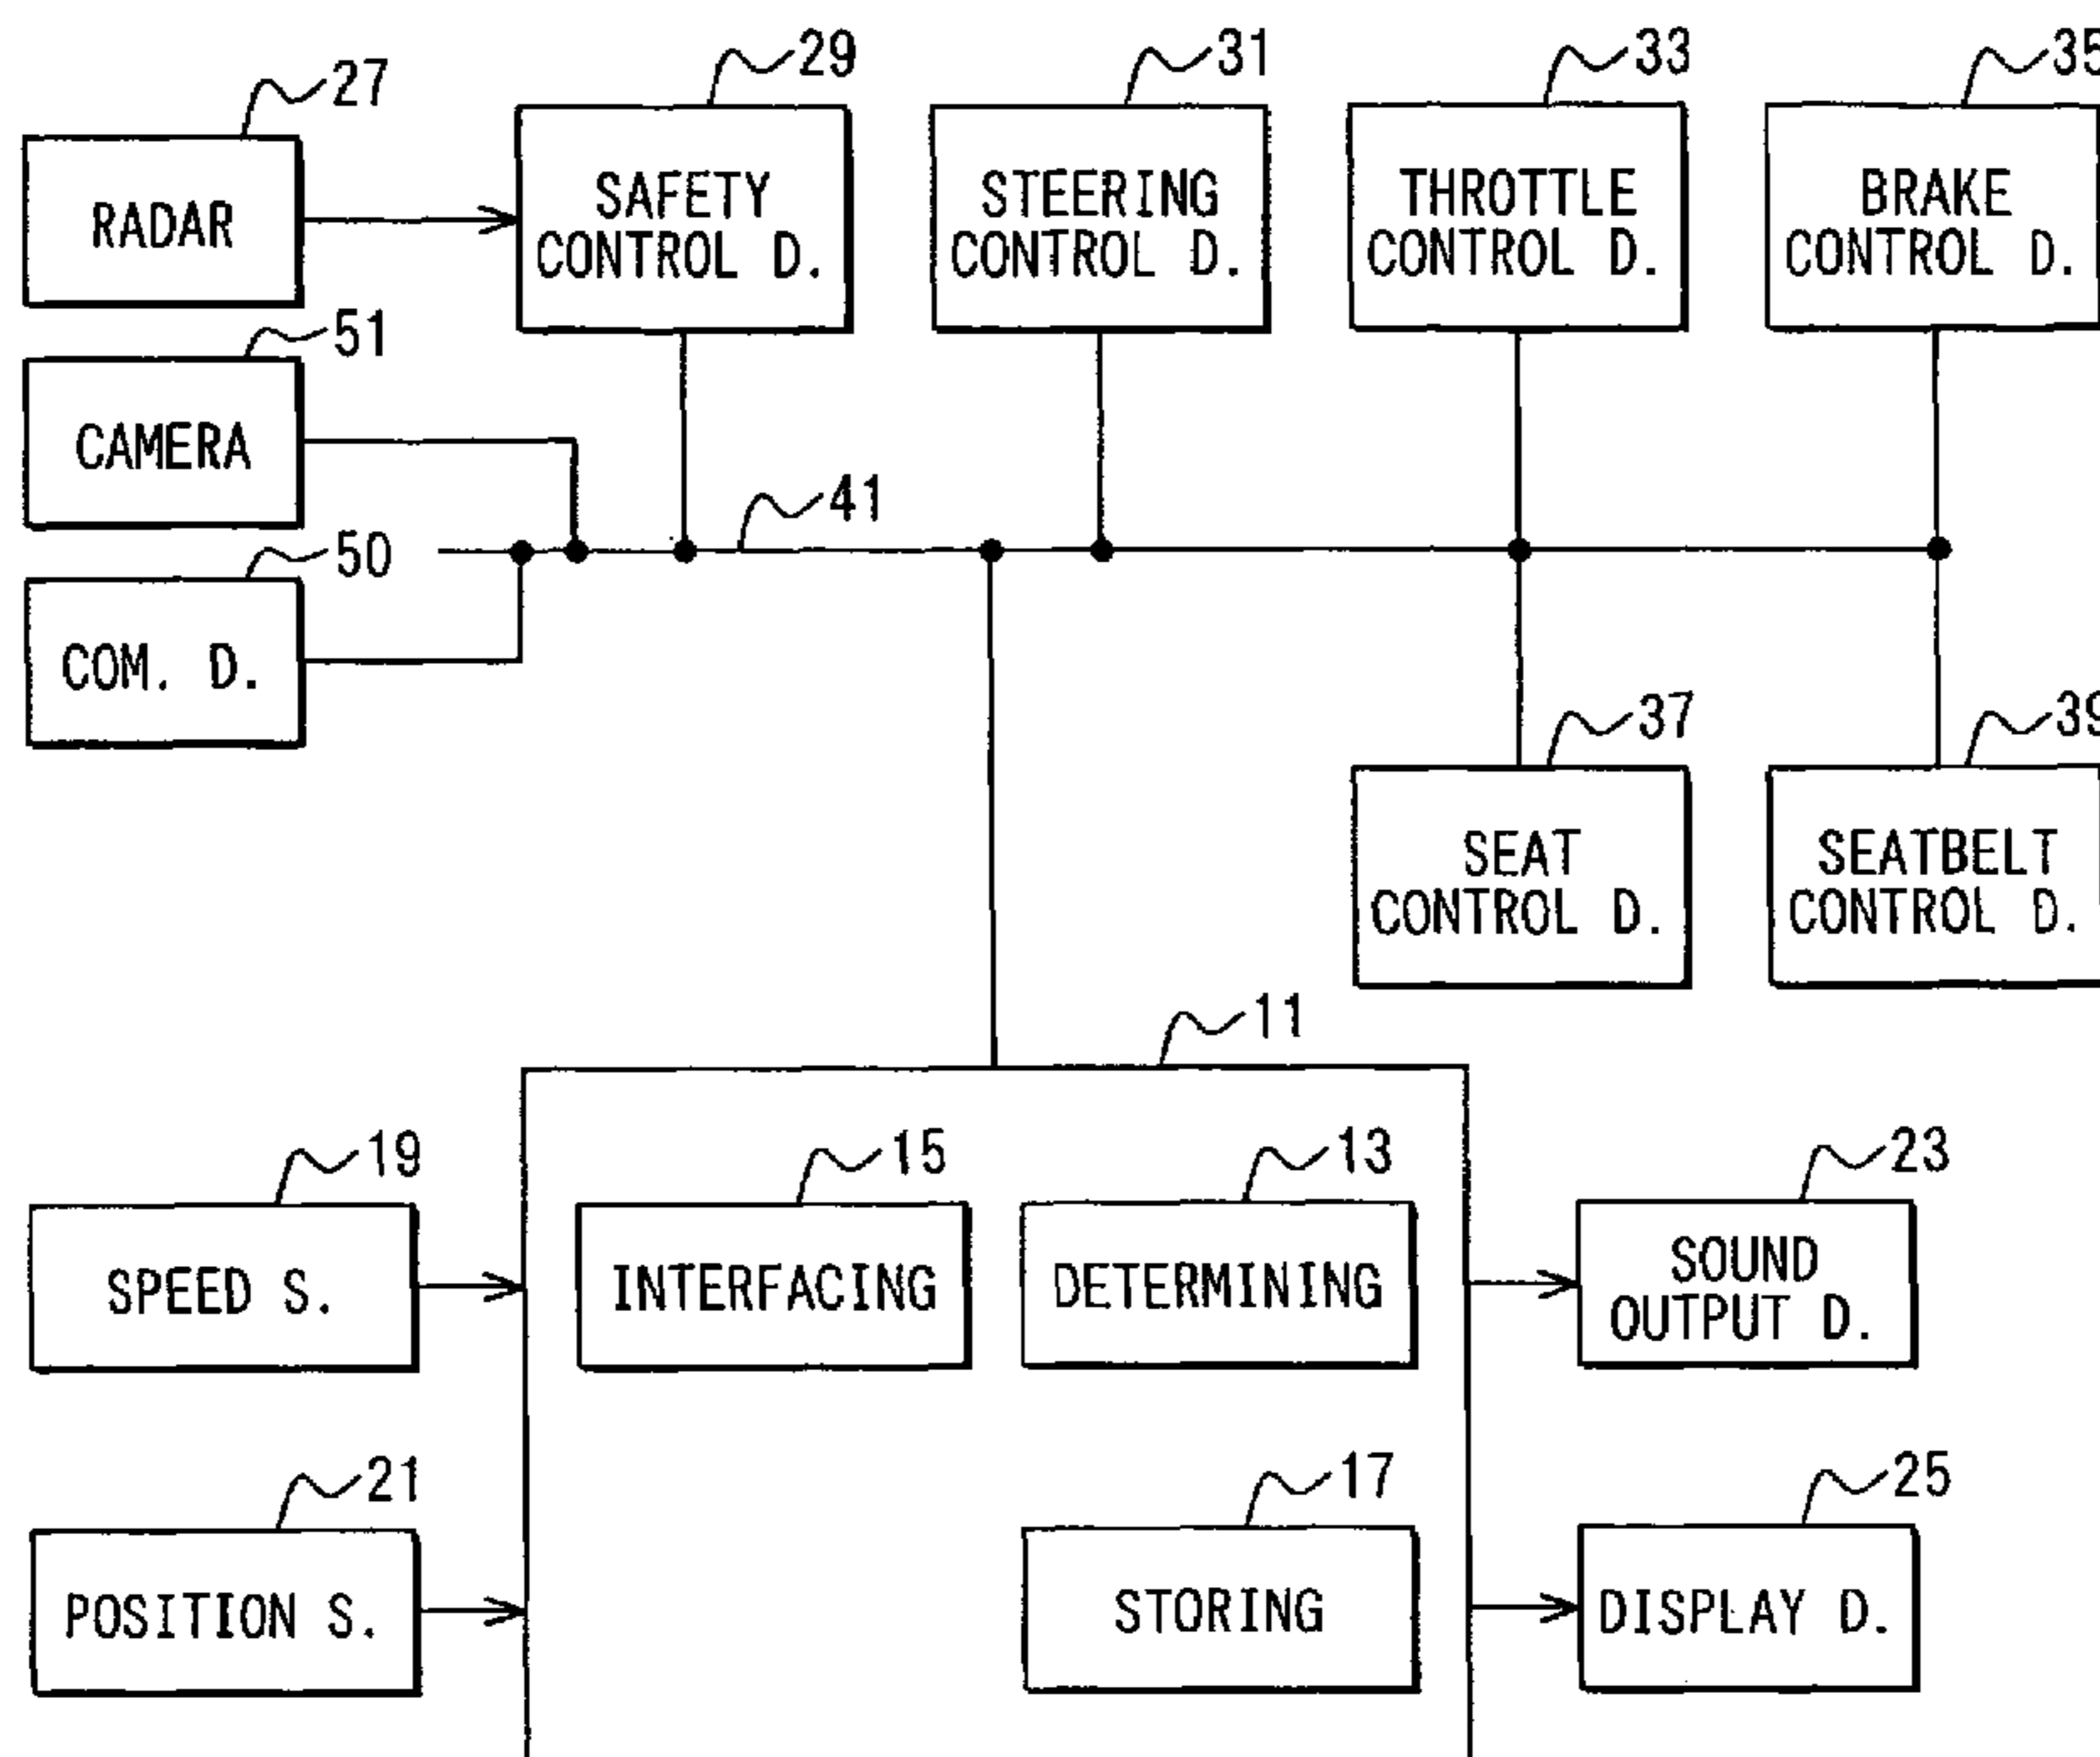 27
29
31
33
35
RADAR
SAFETY
CONTROL D.
STEERING
CONTROL D.
THROTTLE
CONTROL D.
BRAKE
CONTROL D.
51
CAMERA
41
50
COM. D.
37
39
SEAT
CONTROL D.
SEATBELT
CONTROL D.
11
19
15
13
23
SPEED S.
INTERFACING
DETERMINING
SOUND
OUTPUT D.
21
17
25
POSITION S.
STORING
DISPLAY D.